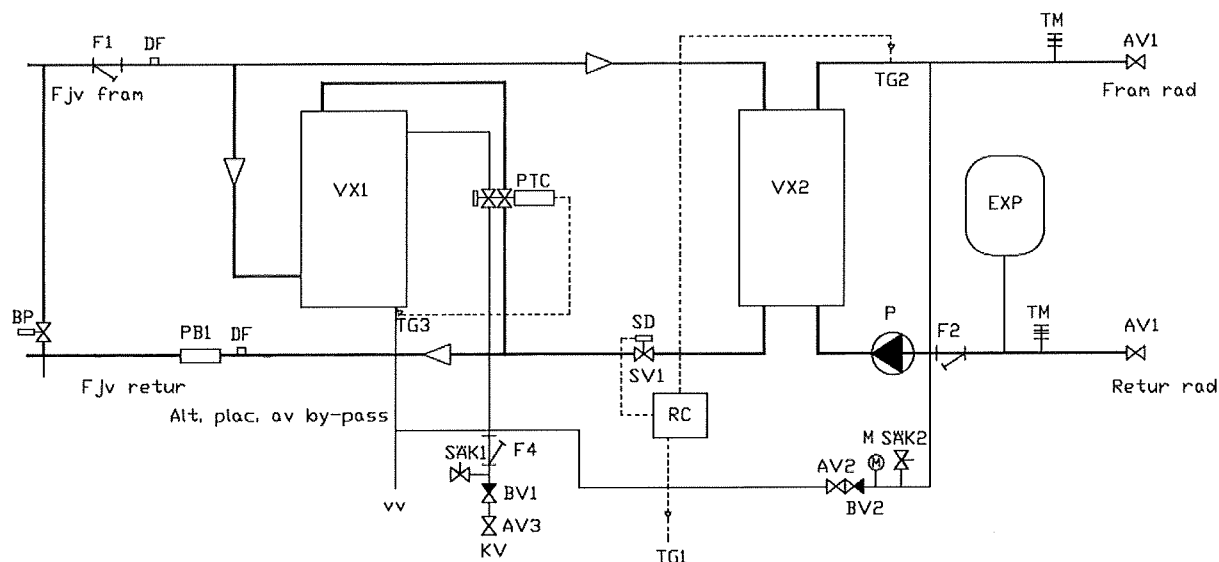 TM
F1 DF
AV1
TG2
Fjv fram
Fram rad
VX1
PTC
VX2
EXP
BP
PB1
DF
TG3
SD
P
F2
TM
AV1
SV1
Fjv retur
Retur rad
Alt. plac. av by-pass
RC
SÄK1
F4
M
SÄK2
AV2
M
BV1
BV2
VV
AV3
KV
TG1